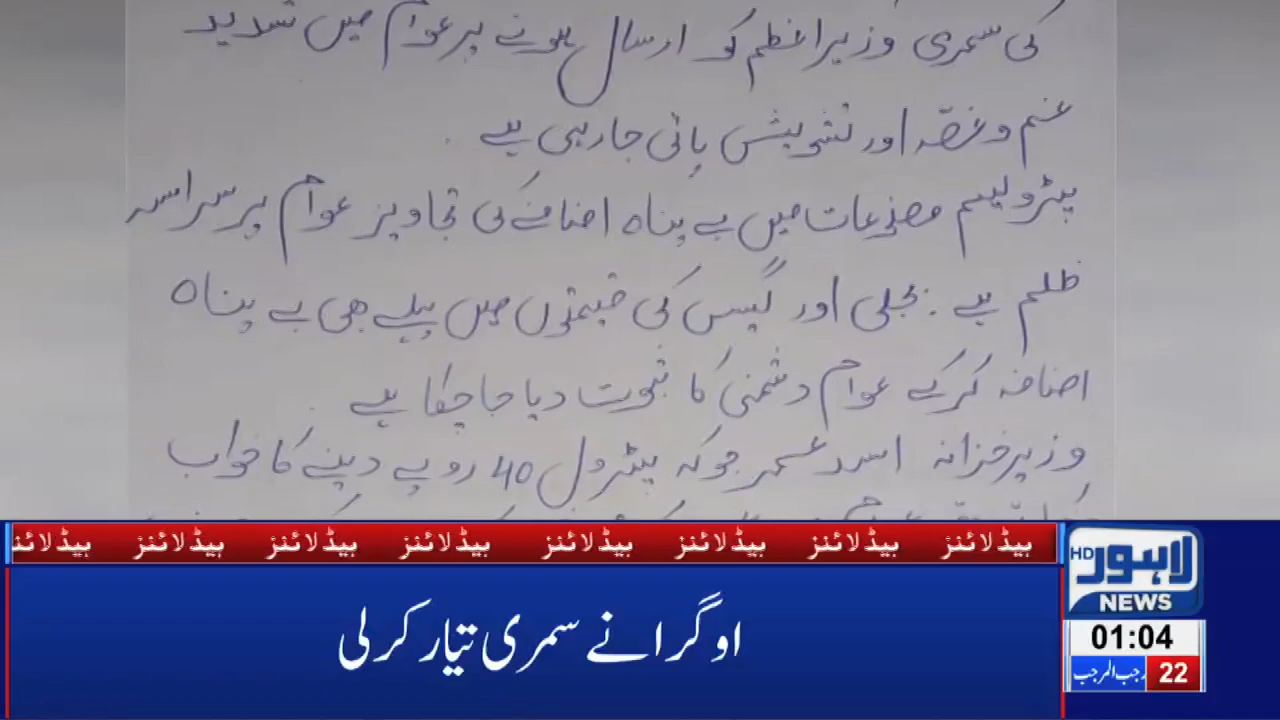 کی سمری وزیراعظم کو ارسال ہونے پر عوام میں شدید
غم و غصّہ اور تشویش پائی جارہی ہے ۔
پٹرولیم مصنوعات میں بے پناہ اضافے کی تجاویز عوام پر سراسر
ظلم ہے ۔ بجلی اور گیس کی قیمتوں میں پہلے ہی بے پناہ
اضافہ کرکے عوام دشمنی کا ثبوت دیا جاچکا ہے
وزیر خزانہ اسد عمر جو کہ پیٹرول 40 روپے دینے کا خواب
ہیڈلائنز ہیڈلائنز ہیڈلائنز ہیڈلائنز ہیڈلائنز ہیڈلائنز ہیڈلائنز ہیڈلائنز
اوگرا نے سمری تیار کرلی
لاہور HD
NEWS
01:04
22 رجب المرجب